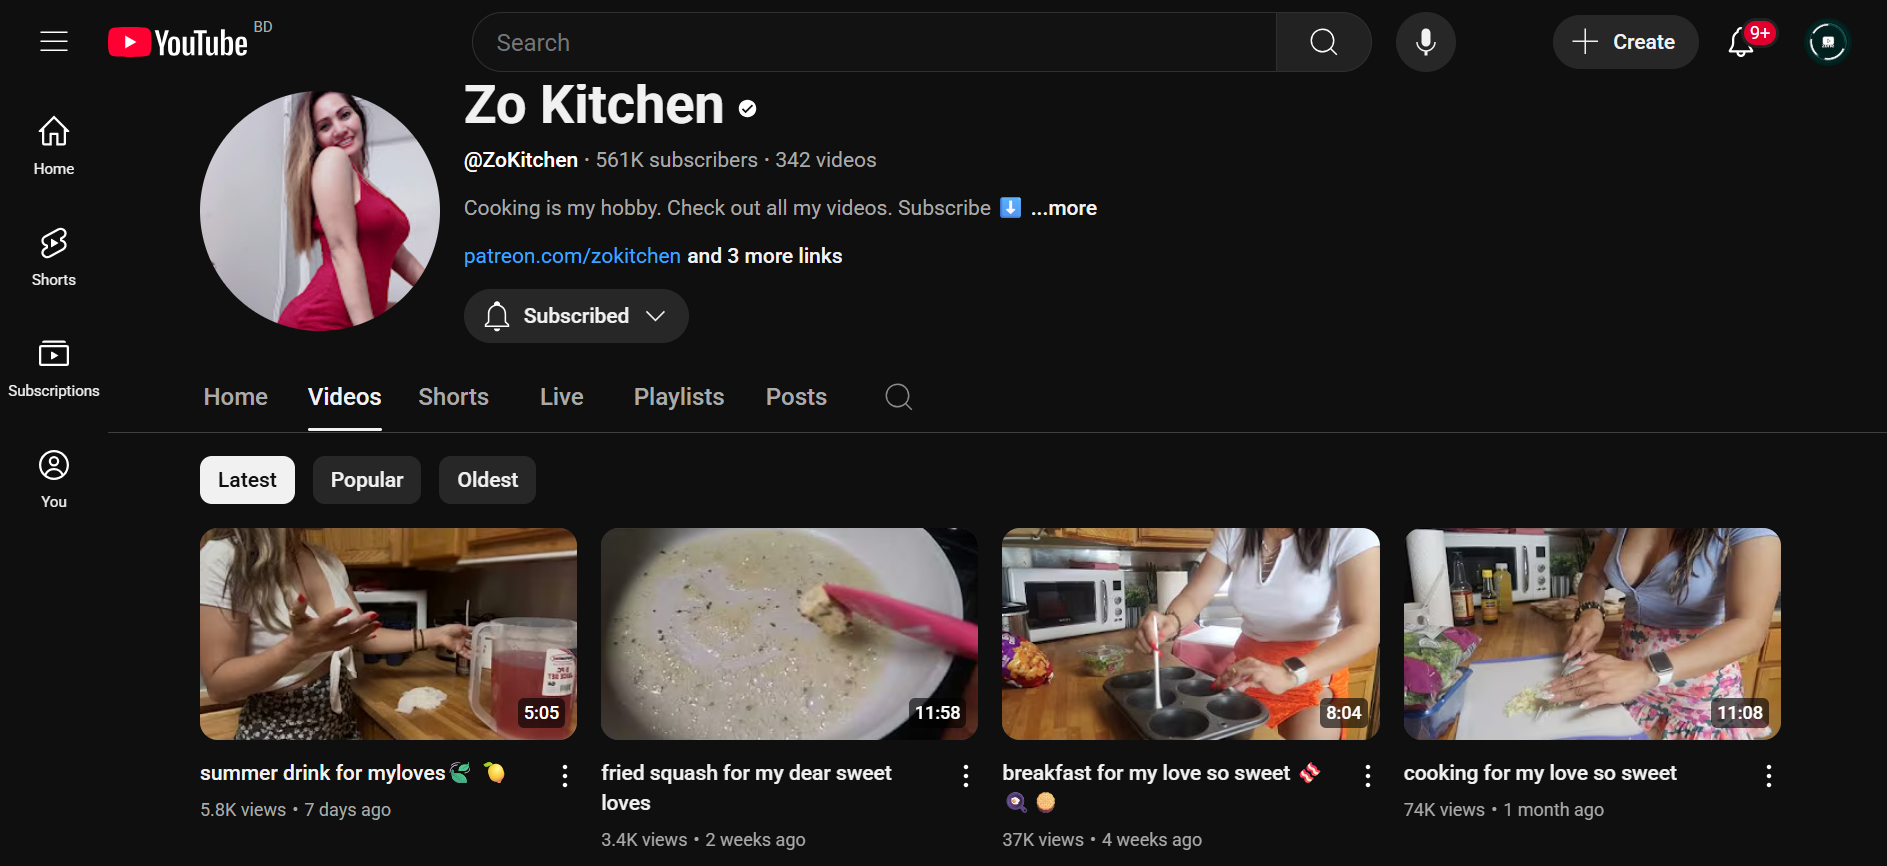 YouTube BD
Search
Create
9+
Home
Shorts
Subscriptions
You
Zo Kitchen
@ZoKitchen · 561K subscribers · 342 videos
Cooking is my hobby. Check out all my videos. Subscribe ⬇️ ...more
patreon.com/zokitchen and 3 more links
Subscribed
Home Videos Shorts Live Playlists Posts
Latest Popular Oldest
5:05
11:58
8:04
11:08
summer drink for myloves🍃 🍋
5.8K views • 7 days ago
fried squash for my dear sweet
loves
3.4K views • 2 weeks ago
breakfast for my love so sweet 🥓
🍳 🥞
37K views • 4 weeks ago
cooking for my love so sweet
74K views • 1 month ago